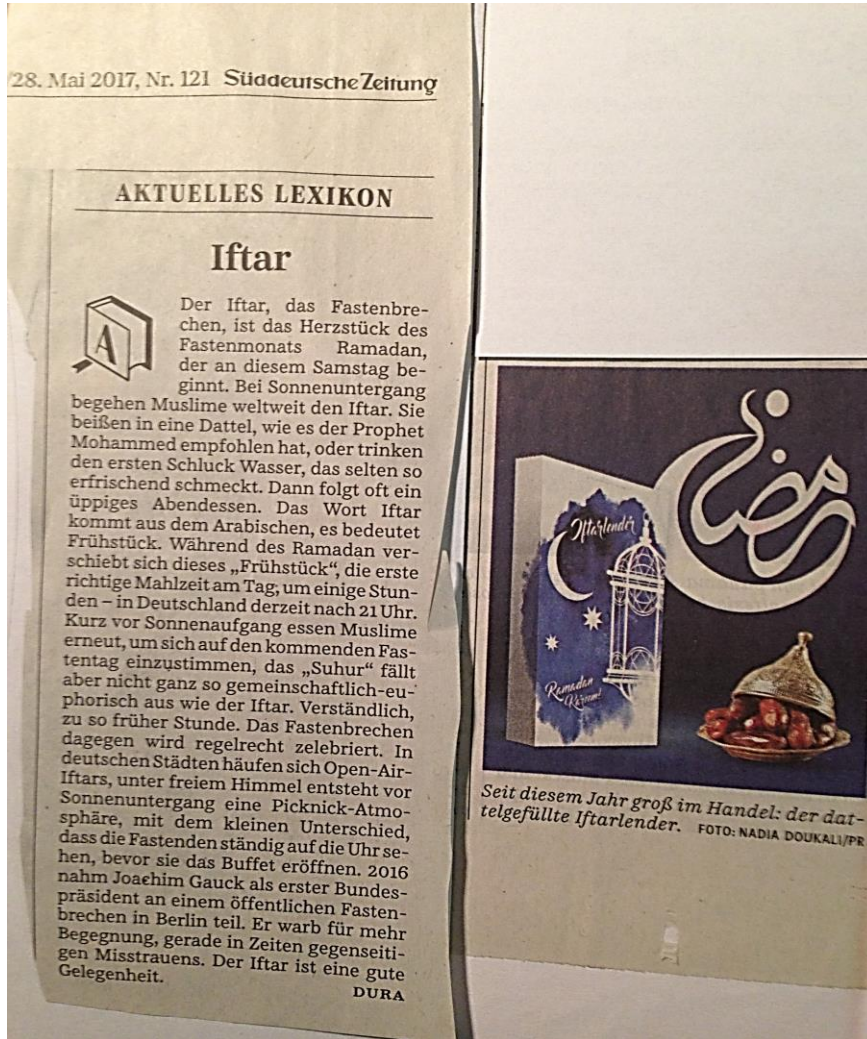 /28. Mai 2017, Nr. 121 Süddeutsche Zeitung
AKTUELLES LEXIKON
Iftar
A
Der Iftar, das Fastenbre-
chen, ist das Herzstück des
Fastenmonats Ramadan,
der an diesem Samstag be-
ginnt. Bei Sonnenuntergang
begehen Muslime weltweit den Iftar. Sie
beißen in eine Dattel, wie es der Prophet
Mohammed empfohlen hat, oder trinken
den ersten Schluck Wasser, das selten so
erfrischend schmeckt. Dann folgt oft ein
üppiges Abendessen. Das Wort Iftar
kommt aus dem Arabischen, es bedeutet
Frühstück. Während des Ramadan ver-
schiebt sich dieses „Frühstück“, die erste
richtige Mahlzeit am Tag, um einige Stun-
den – in Deutschland derzeit nach 21 Uhr.
Kurz vor Sonnenaufgang essen Muslime
erneut, um sich auf den kommenden Fas-
tentag einzustimmen, das „Suhur“ fällt
aber nicht ganz so gemeinschaftlich-eu-
phorisch aus wie der Iftar. Verständlich,
zu so früher Stunde. Das Fastenbrechen
dagegen wird regelrecht zelebriert. In
deutschen Städten häufen sich Open-Air-
Iftars, unter freiem Himmel entsteht vor
Sonnenuntergang eine Picknick-Atmo-
sphäre, mit dem kleinen Unterschied,
dass die Fastenden ständig auf die Uhr se-
hen, bevor sie das Buffet eröffnen. 2016
nahm Joachim Gauck als erster Bundes-
präsident an einem öffentlichen Fasten-
brechen in Berlin teil. Er warb für mehr
Begegnung, gerade in Zeiten gegenseiti-
gen Misstrauens. Der Iftar ist eine gute
Gelegenheit.
DURA
رمضان
Iftarlender
Ramadan
Kareem!
Seit diesem Jahr groß im Handel: der dat-
telgefüllte Iftarlender. FOTO: NADIA DOUKALI/PR